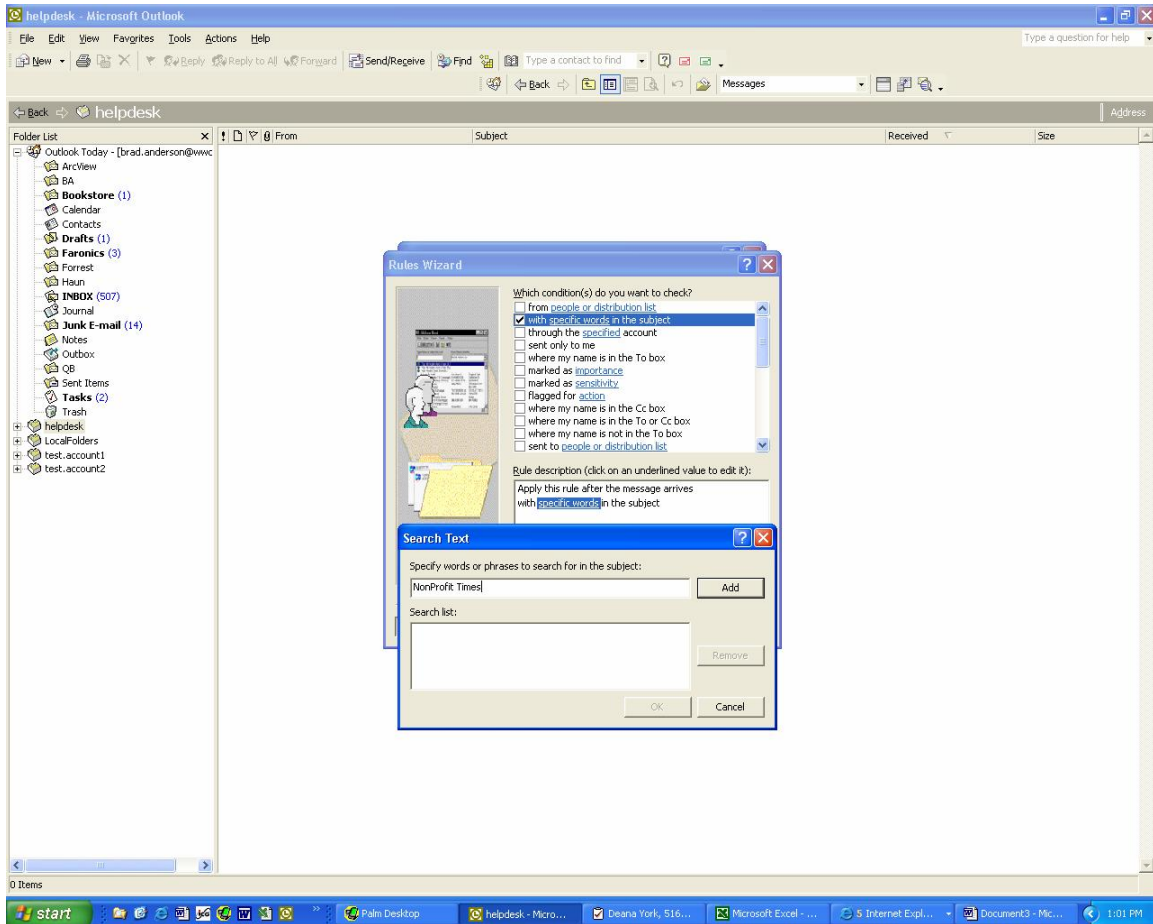 helpdesk - Microsoft Outlook
File Edit View Favorites Tools Actions Help Type a question for help
New Reply Reply to All Forward Send/Receive Find Type a contact to find
Back Messages
Back helpdesk Address
Folder List
! From Subject Received Size
Outlook Today - [brad.anderson@wwc
ArcView
BA
Bookstore (1)
Calendar
Contacts
Drafts (1)
Faronics (3)
Forrest
Haun
INBOX (507)
Journal
Junk E-mail (14)
Notes
Outbox
QB
Sent Items
Tasks (2)
Trash
helpdesk
LocalFolders
test.account1
test.account2
Rules Wizard
Which condition(s) do you want to check?
from people or distribution list
with specific words in the subject
through the specified account
sent only to me
where my name is in the To box
marked as importance
marked as sensitivity
flagged for action
where my name is in the Cc box
where my name is in the To or Cc box
where my name is not in the To box
sent to people or distribution list
Rule description (click on an underlined value to edit it):
Apply this rule after the message arrives
with specific words in the subject
Search Text
Specify words or phrases to search for in the subject:
NonProfit Times
Add
Search list:
Remove
OK Cancel
0 Items
start Palm Desktop helpdesk - Micro... Deana York, 516... Microsoft Excel - ... 5 Internet Expl... Document3 - Mic... 1:01 PM